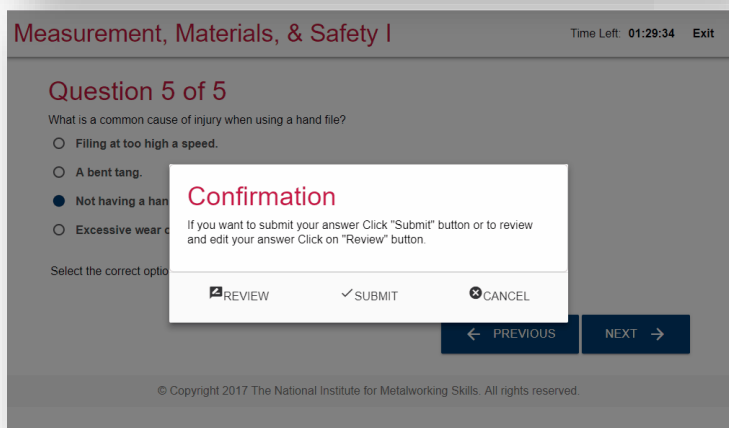 Measurement, Materials, & Safety I
Time Left: 01:29:34 Exit
Question 5 of 5
What is a common cause of injury when using a hand file?
Filing at too high a speed.
A bent tang.
Not having a han
Excessive wear
Select the correct optio
Confirmation
If you want to submit your answer Click "Submit" button or to review
and edit your answer Click on "Review" button.
REVIEW SUBMIT CANCEL
PREVIOUS NEXT
© Copyright 2017 The National Institute for Metalworking Skills. All rights reserved.